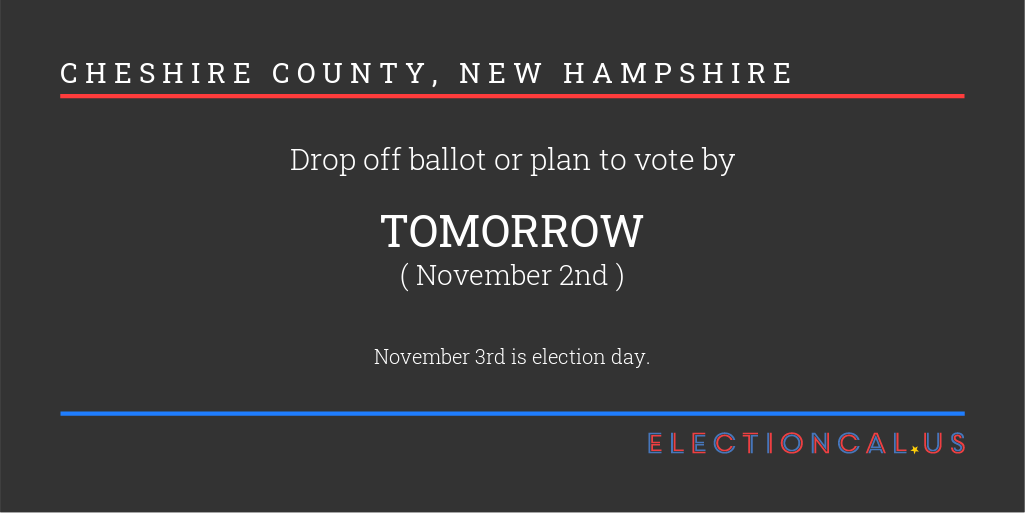 CHESHIRE COUNTY, NEW HAMPSHIRE
Drop off ballot or plan to vote by
TOMORROW
( November 2nd )
November 3rd is election day.
ELECTIONCAL.US